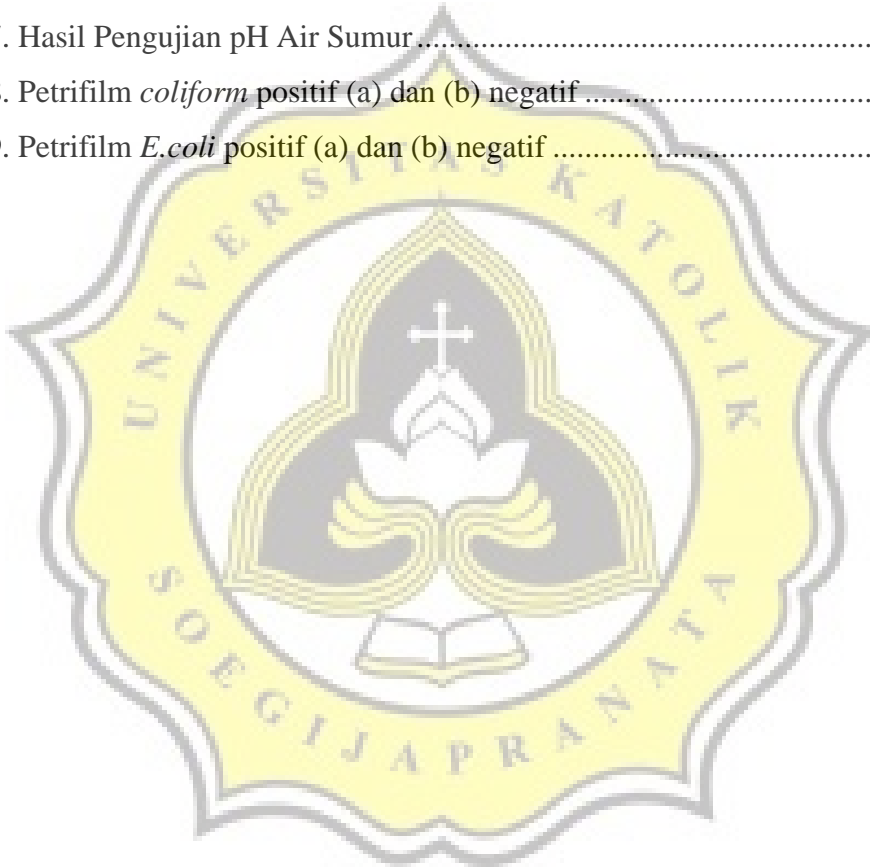 . Hasil Pengujian pH Air Sumur ................................................................
. Petrifilm coliform positif (a) dan (b) negatif ........................................
. Petrifilm E.coli positif (a) dan (b) negatif ............................................
UNIVERSITAS KATOLIK
SOEGIJAPRANATA